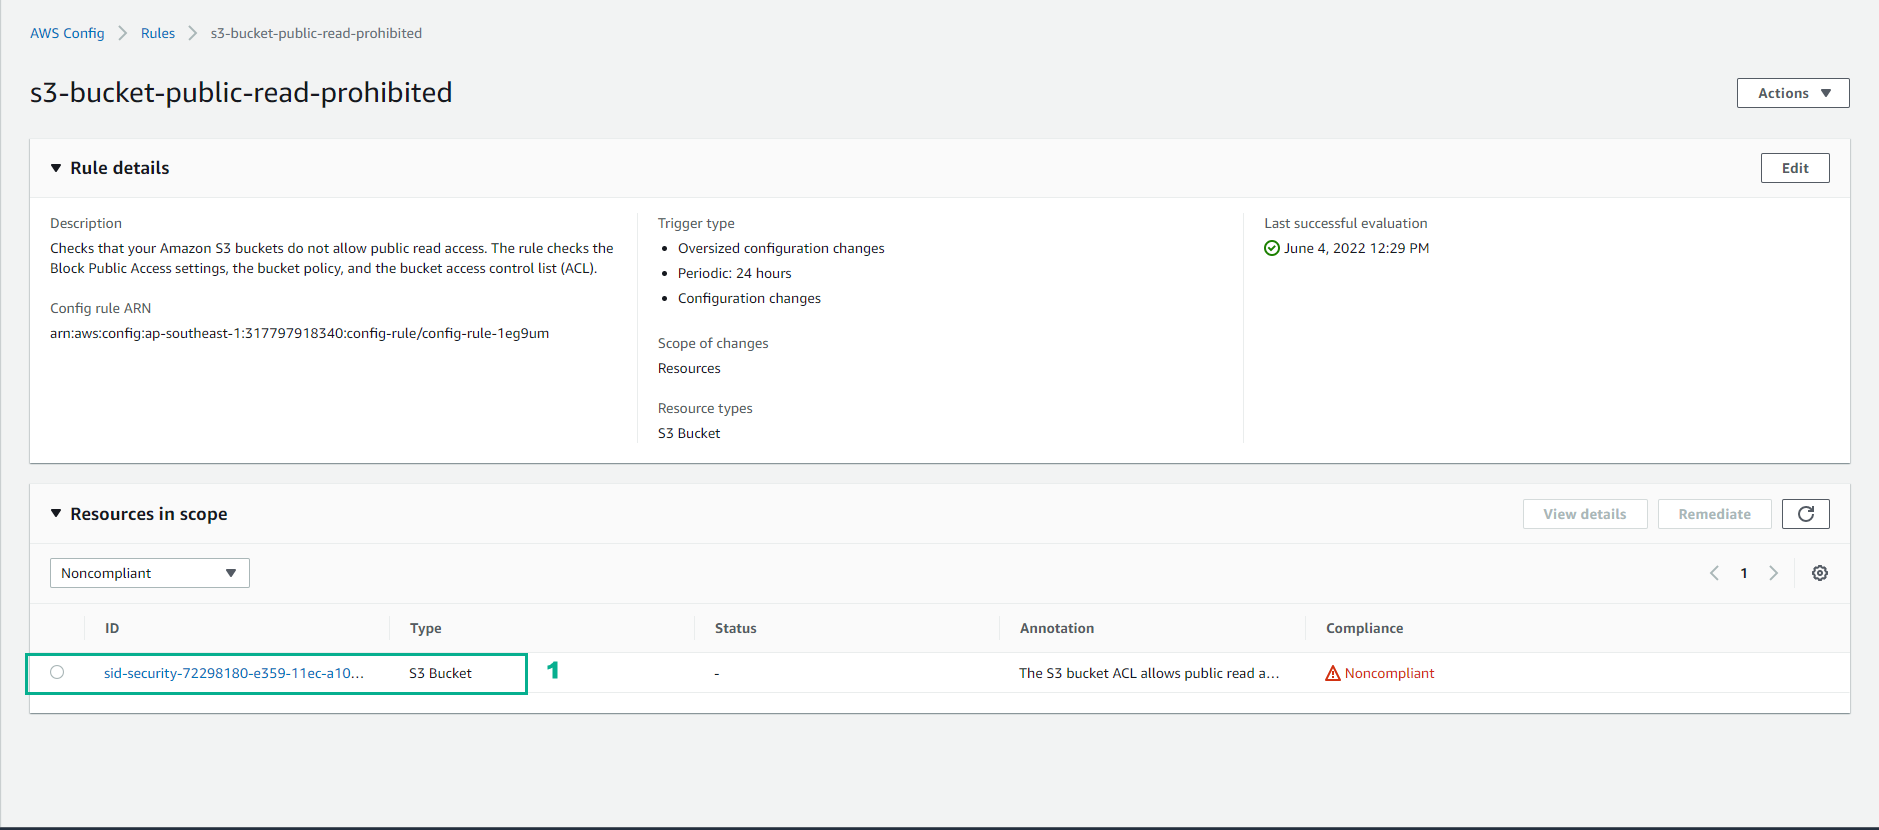 AWS Config Rules s3-bucket-public-read-prohibited
s3-bucket-public-read-prohibited
Actions
Rule details
Edit
Description
Checks that your Amazon S3 buckets do not allow public read access. The rule checks the
Block Public Access settings, the bucket policy, and the bucket access control list (ACL).
Config rule ARN
arn:aws:config:ap-southeast-1:317797918340:config-rule/config-rule-1eg9um
Trigger type
Oversized configuration changes
Periodic: 24 hours
Configuration changes
Scope of changes
Resources
Resource types
S3 Bucket
Last successful evaluation
June 4, 2022 12:29 PM
Resources in scope
View details
Remediate
Noncompliant
1
ID Type Status Annotation Compliance
sid-security-72298180-e359-11ec-a10... S3 Bucket 1 - The S3 bucket ACL allows public read a... Noncompliant